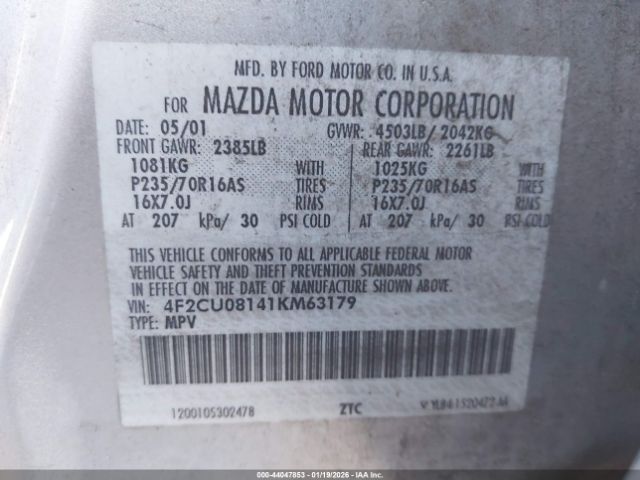 MFD. BY FORD MOTOR CO. IN U.S.A.
FOR MAZDA MOTOR CORPORATION
DATE: 05/01 GVWR: 4503LB/ 2042KG
FRONT GAWR: 2385LB REAR GAWR: 2261LB
1081KG WITH 1025KG WITH
P235/70R16AS TIRES P235/70R16AS TIRES
16X7.0J RIMS 16X7.0J RIMS
AT 207 kPa/ 30 PSI COLD AT 207 kPa/ 30 PSI COLD
THIS VEHICLE CONFORMS TO ALL APPLICABLE FEDERAL MOTOR
VEHICLE SAFETY AND THEFT PREVENTION STANDARDS
IN EFFECT ON THE DATE OF MANUFACTURE SHOWN ABOVE.
VIN: 4F2CU08141KM63179
TYPE: MPV
1200105302478 ZTC
000-44047853 - 01/19/2026 - IAAI.COM